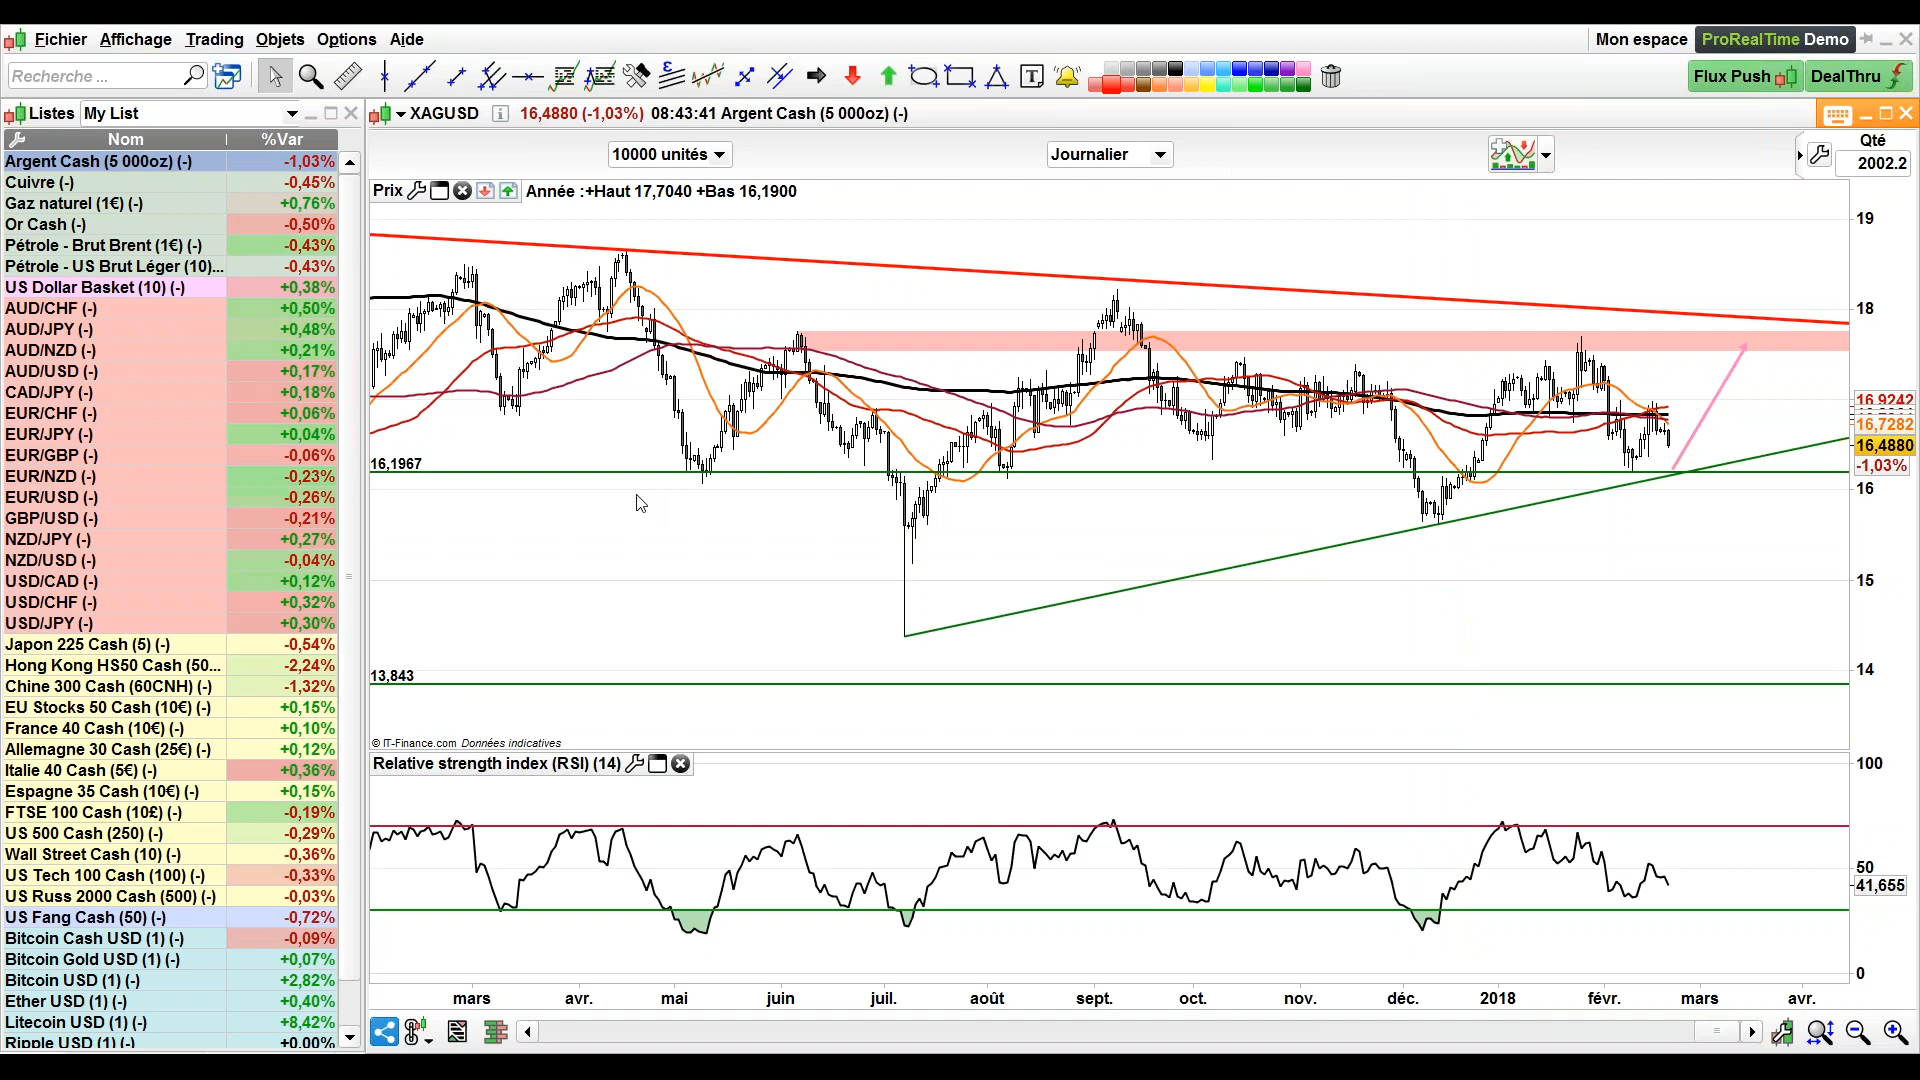 Fichier Affichage Trading Objets Options Aide
Mon espace ProRealTime Demo
Recherche ...
Flux Push DealThru
Listes My List
XAGUSD 16,4880 (-1,03%) 08:43:41 Argent Cash (5 000oz) (-)
Nom %Var
10000 unités Journalier
Qté
2002.2
Prix Année :+Haut 17,7040 +Bas 16,1900
Argent Cash (5 000oz) (-) -1,03%
Cuivre (-) -0,45%
Gaz naturel (1€) (-) +0,76%
Or Cash (-) -0,50%
Pétrole - Brut Brent (1€) (-) -0,43%
Pétrole - US Brut Léger (10)... -0,43%
US Dollar Basket (10) (-) +0,38%
AUD/CHF (-) +0,50%
AUD/JPY (-) +0,48%
AUD/NZD (-) +0,21%
AUD/USD (-) +0,17%
CAD/JPY (-) +0,18%
EUR/CHF (-) +0,06%
EUR/JPY (-) +0,04%
EUR/GBP (-) -0,06%
EUR/NZD (-) -0,23%
EUR/USD (-) -0,26%
GBP/USD (-) -0,21%
NZD/JPY (-) +0,27%
NZD/USD (-) -0,04%
USD/CAD (-) +0,12%
USD/CHF (-) +0,32%
USD/JPY (-) +0,30%
Japon 225 Cash (5) (-) -0,54%
Hong Kong HS50 Cash (50... -2,24%
Chine 300 Cash (60CNH) (-) -1,32%
EU Stocks 50 Cash (10€) (-) +0,15%
France 40 Cash (10€) (-) +0,10%
Allemagne 30 Cash (25€) (-) +0,12%
Italie 40 Cash (5€) (-) +0,36%
Espagne 35 Cash (10€) (-) +0,15%
FTSE 100 Cash (10£) (-) -0,19%
US 500 Cash (250) (-) -0,29%
Wall Street Cash (10) (-) -0,36%
US Tech 100 Cash (100) (-) -0,33%
US Russ 2000 Cash (500) (-) -0,03%
US Fang Cash (50) (-) -0,72%
Bitcoin Cash USD (1) (-) -0,09%
Bitcoin Gold USD (1) (-) +0,07%
Bitcoin USD (1) (-) +2,82%
Ether USD (1) (-) +0,40%
Litecoin USD (1) (-) +8,42%
Ripple USD (1) (-) +0,00%
19
18
16,9242
16,7282
16,4880
-1,03%
16,1967
16
15
14
13,843
© IT-Finance.com Données indicatives
Relative strength index (RSI) (14)
100
50
41,655
0
mars avr. mai juin juil. août sept. oct. nov. déc. 2018 févr. mars avr.